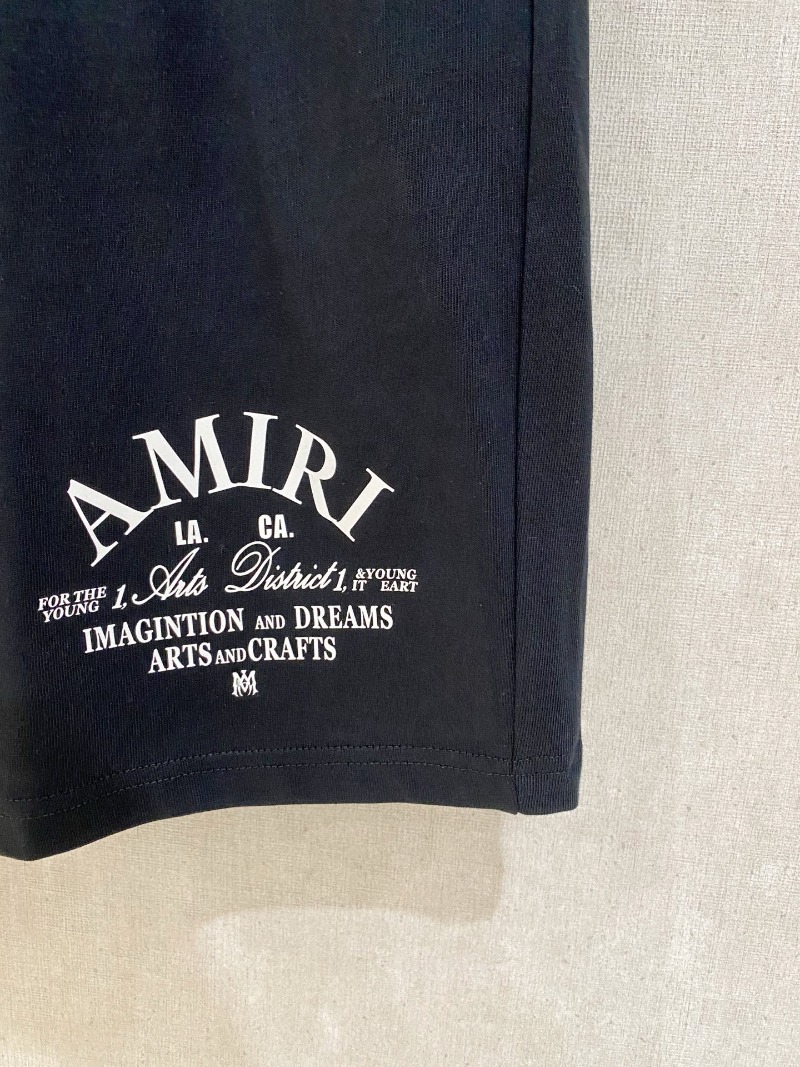 AMIRI
LA. CA.
FOR THE YOUNG 1, Arts District 1, &YOUNG IT EART
IMAGINTION AND DREAMS
ARTS AND CRAFTS
MA